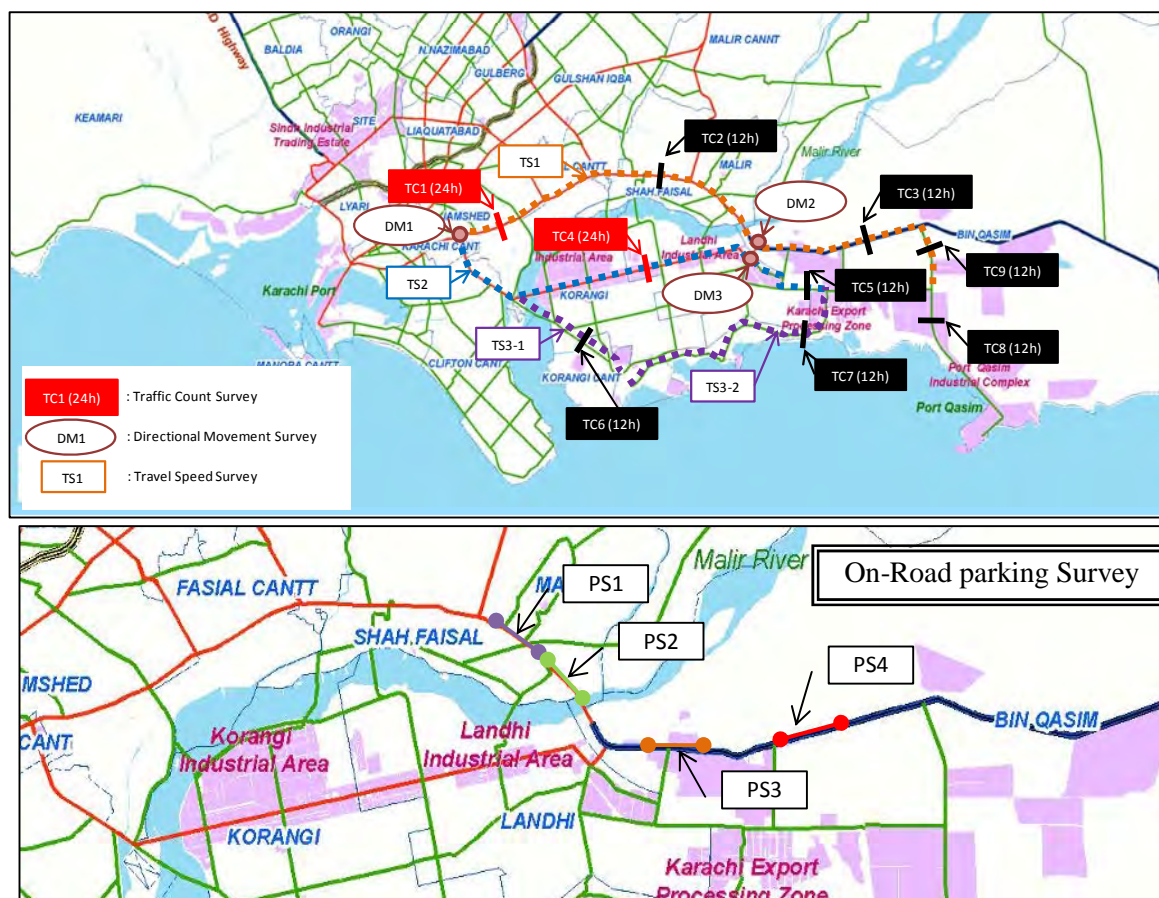 D Highway
ORANGI
BALDIA
N.NAZIMABAD
MALIR CANNT
GULBERG
GULSHAN IQBA
KEAMARI
SITE
LIAQUATABAD
Sindh Industrial
Trading Estate
TS1
L CANTT
TC2 (12h)
MALIR
Malir River
TC1 (24h)
SHAH.FAISAL
LYARI
DM2
TC3 (12h)
DM1
JAMSHED
KARACHI CANT
TC4 (24h)
Landhi
Industrial Area
BIN QASIM
Industrial Area
TC9 (12h)
TS2
KORANGI
DM3
TC5 (12h)
Karachi Port
Karachi Export
Processing Zone
TS3-1
TC8 (12h)
MANORA CANTT
CLIFTON CANT
KORANGI CANT
TS3-2
TC7 (12h)
Port Qasim
Industrial Complex
TC6 (12h)
Port Qasim
TC1 (24h) : Traffic Count Survey
DM1 : Directional Movement Survey
TS1 : Travel Speed Survey
On-Road parking Survey
Malir River
FASIAL CANTT
MA
PS1
SHAH.FAISAL
PS2
MSHED
PS4
CANT
Korangi
Industrial Area
Landhi
Industrial Area
BIN QASIM
PS3
KORANGI
LANDHI
Karachi Export
Processing Zone